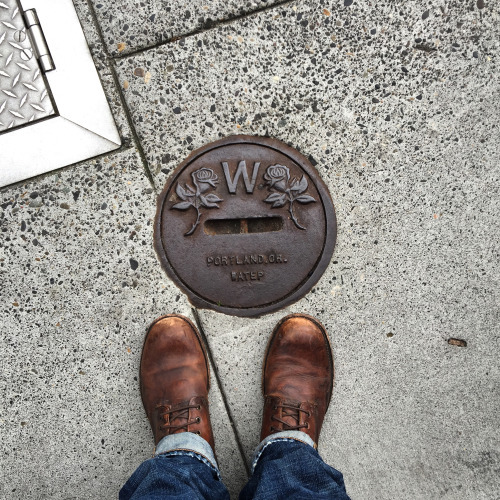 W
PORTLAND, OR.
WATER